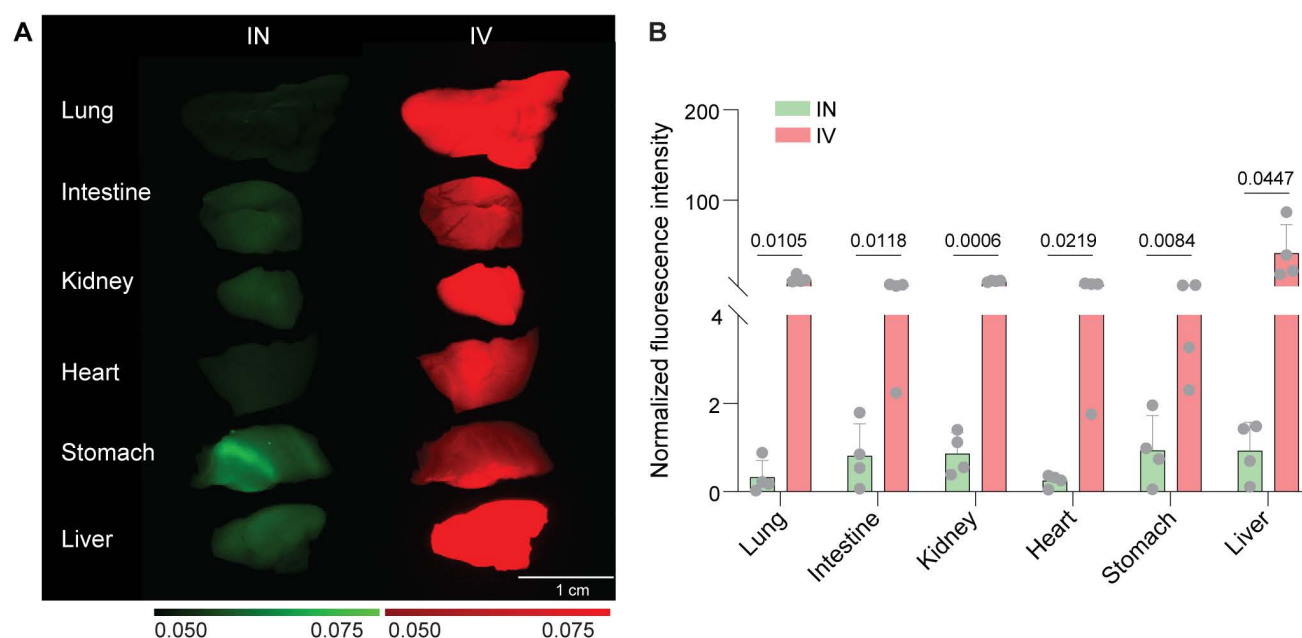 A
IN
IV
Lung
Intestine
Kidney
Heart
Stomach
Liver
1 cm
0.050
0.075
0.050
0.075
B
Normalized fluorescence intensity
200
100
4
2
0
IN
IV
0.0105
0.0118
0.0006
0.0219
0.0084
0.0447
Lung
Intestine
Kidney
Heart
Stomach
Liver